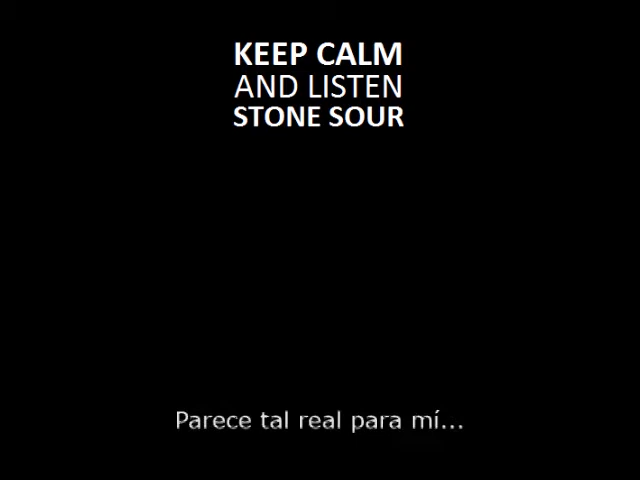 KEEP CALM
AND LISTEN
STONE SOUR
Parece tal real para mí...